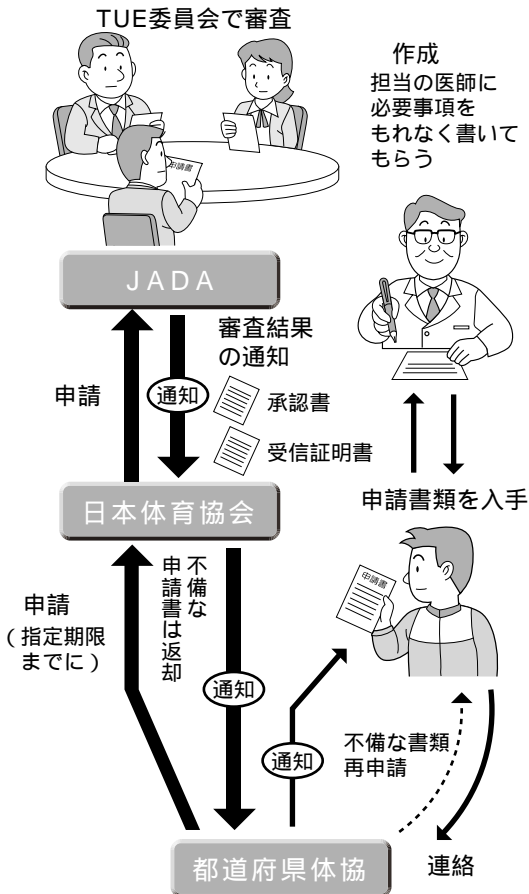 TUE委員会で審査
申請書
作成
担当の医師に
必要事項を
もれなく書いて
もらう
JADA
審査結果
の通知
申請
通知
承認書
受信証明書
日本体育協会
申請書類を入手
申請書
申請
（指定期限
までに）
不備な
申請書は返却
通知
通知
不備な書類
再申請
都道府県体協
連絡